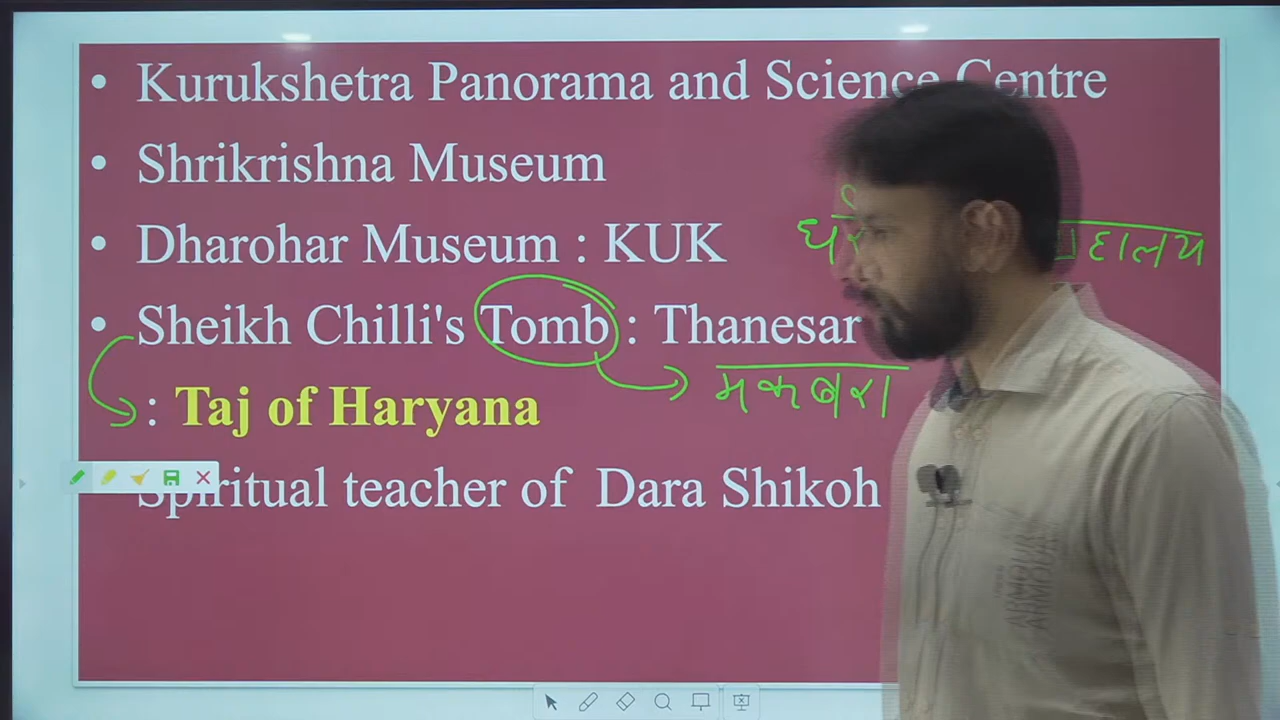 • Kurukshetra Panorama and Science Centre
• Shrikrishna Museum
• Dharohar Museum : KUK
• Sheikh Chilli's Tomb : Thanesar
मकबरा
: Taj of Haryana
Spiritual teacher of Dara Shikoh
ARMOUR